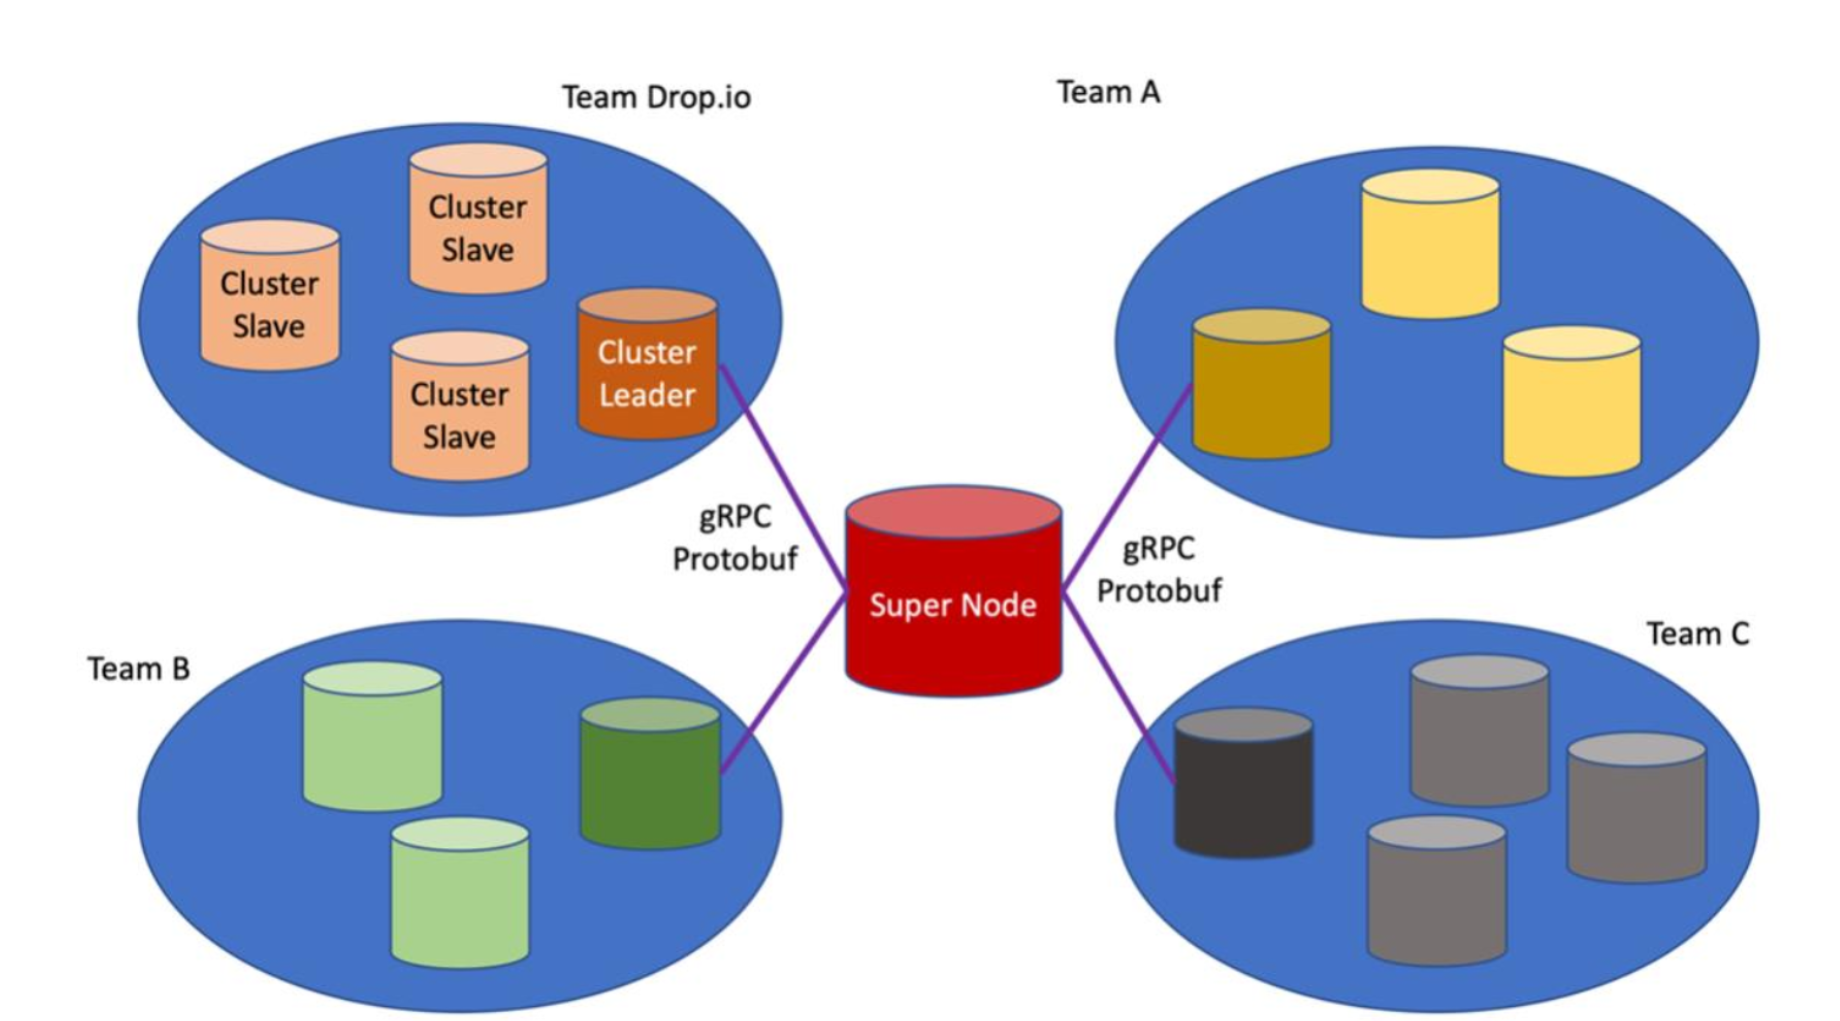 Team Drop.io
Team A
Cluster
Slave
Cluster
Slave
Cluster
Slave
Cluster
Leader
gRPC
Protobuf
gRPC
Protobuf
Super Node
Team B
Team C